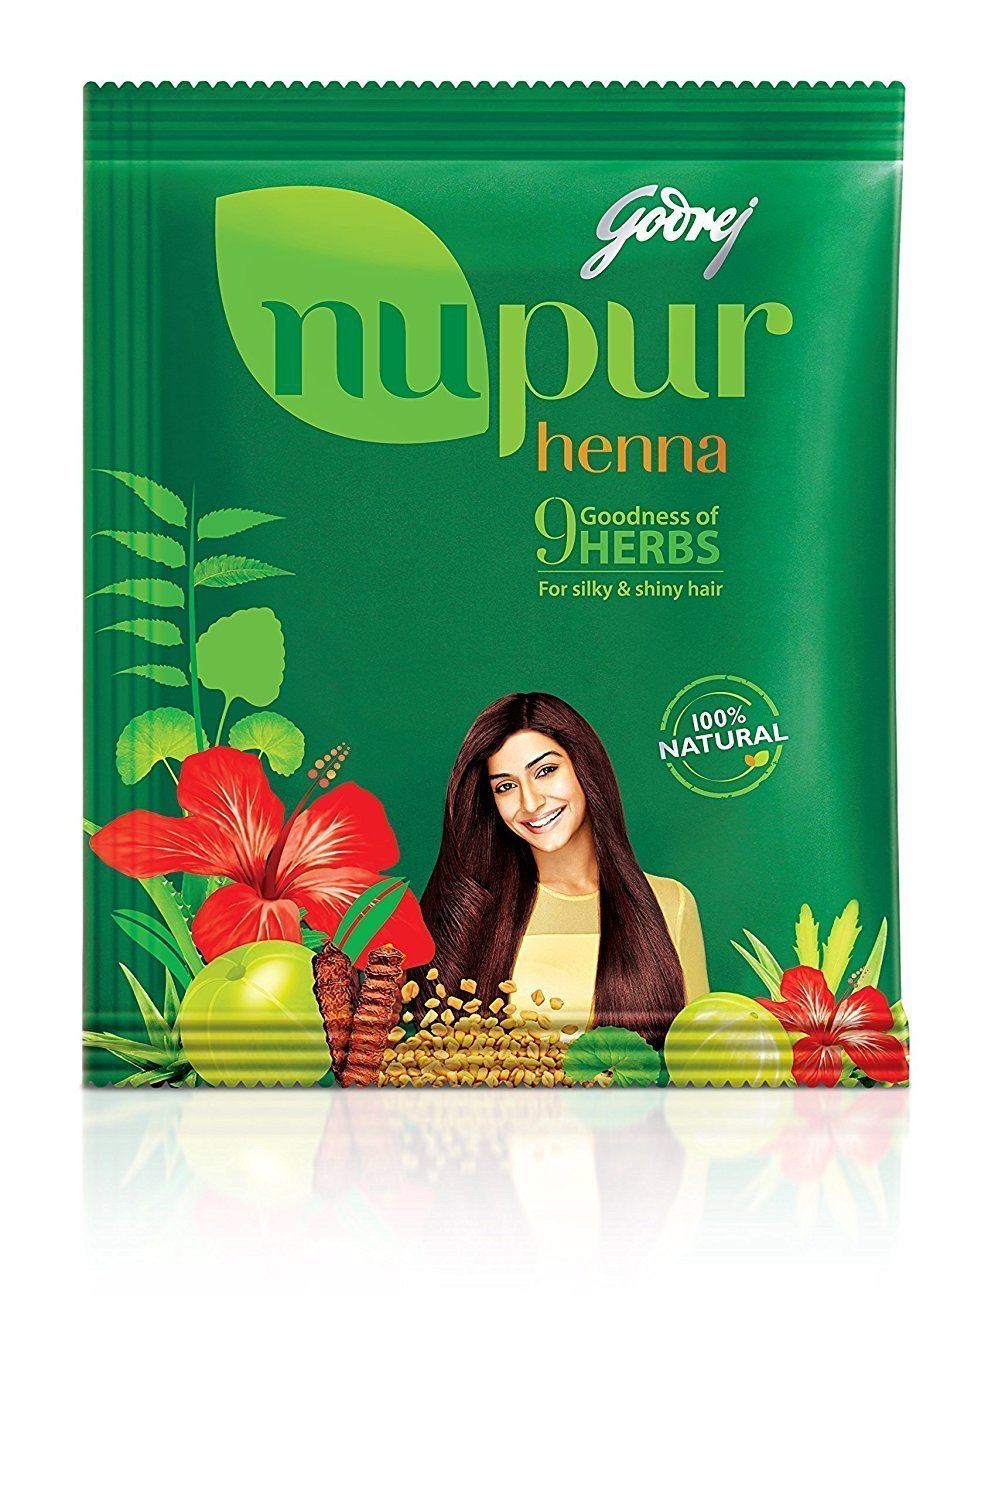 Godrej
nupur
henna
9 Goodness of
HERBS
For silky & shiny hair
100%
NATURAL